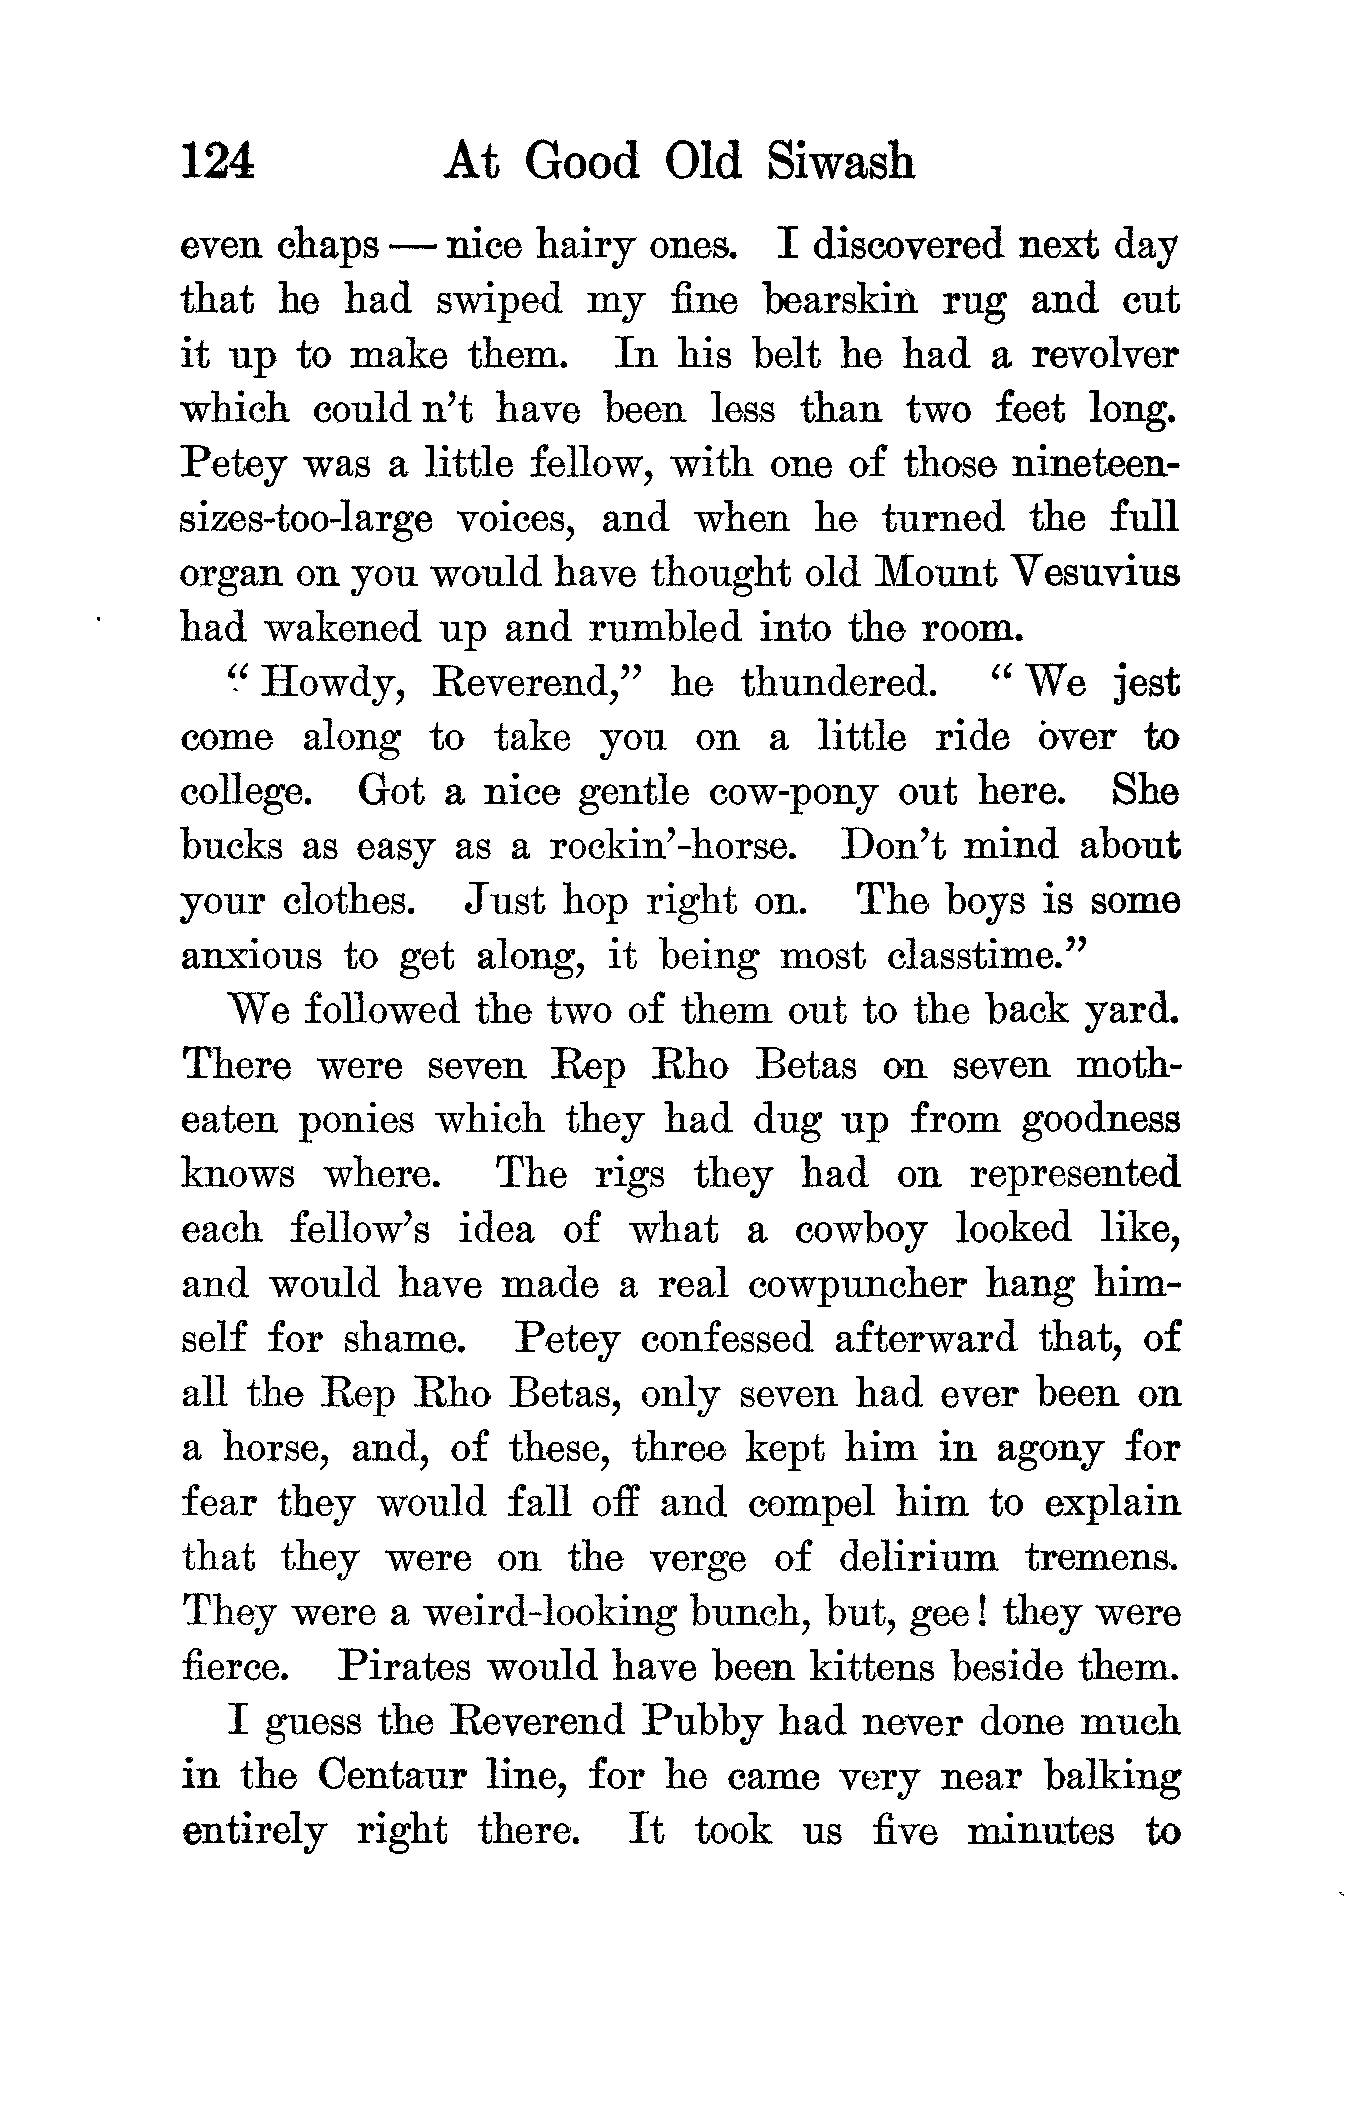 124 At Good Old Siwash
even chaps — nice hairy ones. I discovered next day
that he had swiped my fine bearskin rug and cut
it up to make them. In his belt he had a revolver
which could n't have been less than two feet long.
Petey was a little fellow, with one of those nineteen-
sizes-too-large voices, and when he turned the full
organ on you would have thought old Mount Vesuvius
had wakened up and rumbled into the room.
“ Howdy, Reverend,” he thundered. “ We jest
come along to take you on a little ride over to
college. Got a nice gentle cow-pony out here. She
bucks as easy as a rockin'-horse. Don't mind about
your clothes. Just hop right on. The boys is some
anxious to get along, it being most classtime.”
We followed the two of them out to the back yard.
There were seven Rep Rho Betas on seven moth-
eaten ponies which they had dug up from goodness
knows where. The rigs they had on represented
each fellow's idea of what a cowboy looked like,
and would have made a real cowpuncher hang him-
self for shame. Petey confessed afterward that, of
all the Rep Rho Betas, only seven had ever been on
a horse, and, of these, three kept him in agony for
fear they would fall off and compel him to explain
that they were on the verge of delirium tremens.
They were a weird-looking bunch, but, gee! they were
fierce. Pirates would have been kittens beside them.
I guess the Reverend Pubby had never done much
in the Centaur line, for he came very near balking
entirely right there. It took us five minutes to